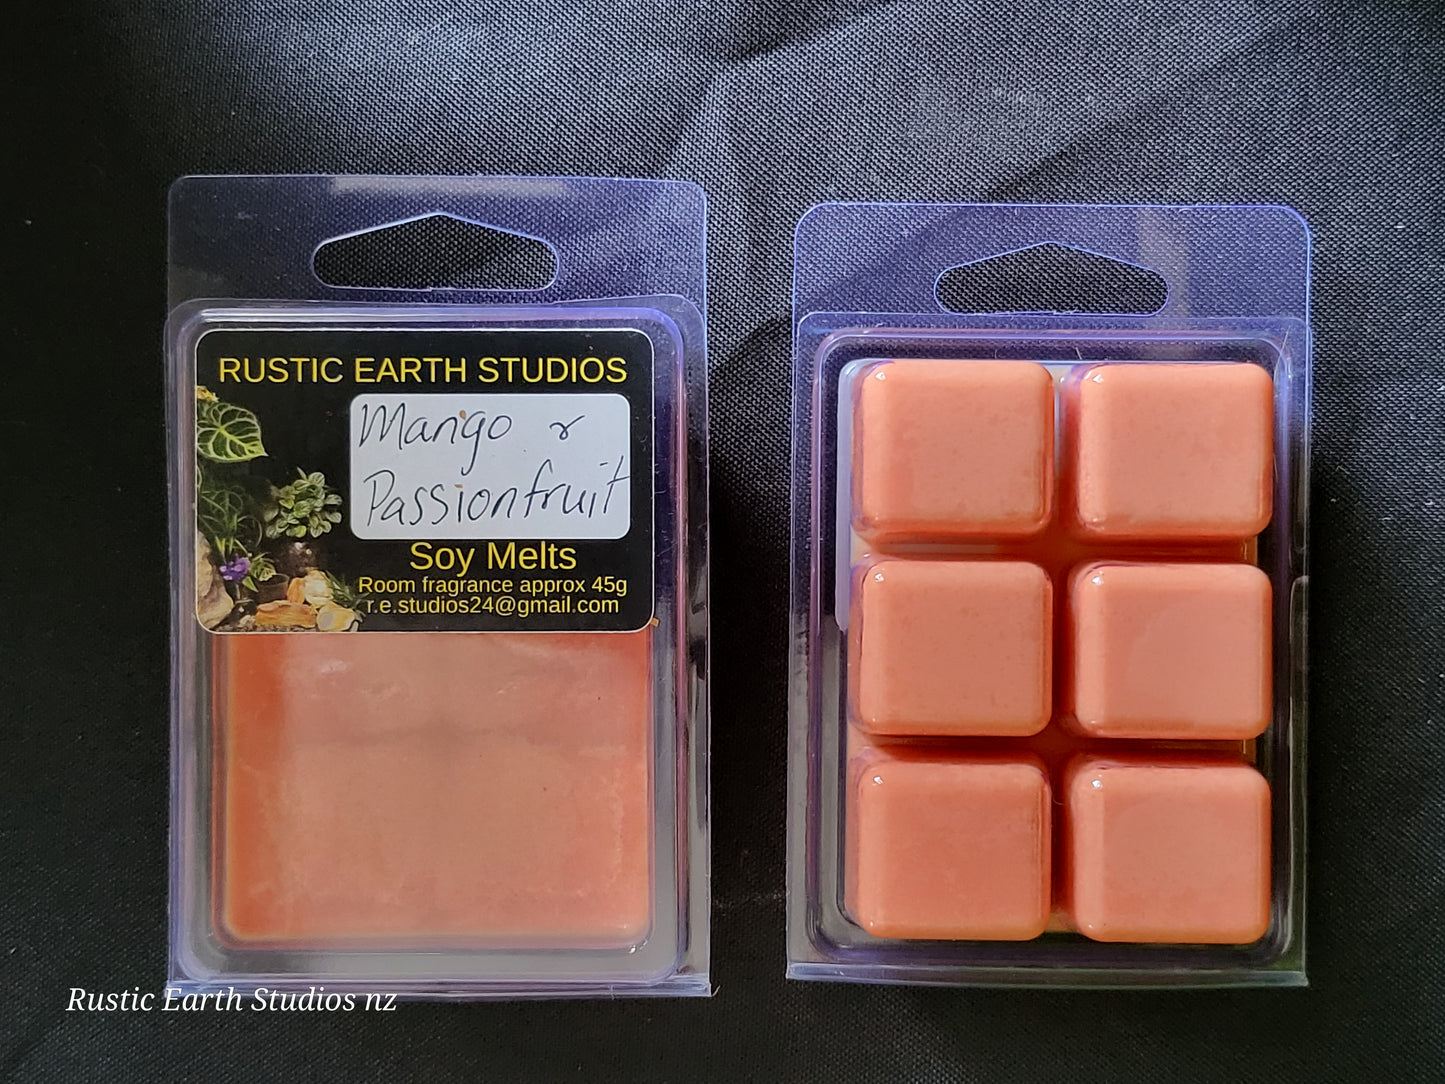 RUSTIC EARTH STUDIOS
Mango &
Passionfruit
Soy Melts
Room fragrance approx 45g
r.e.studios24@gmail.com
Rustic Earth Studios nz